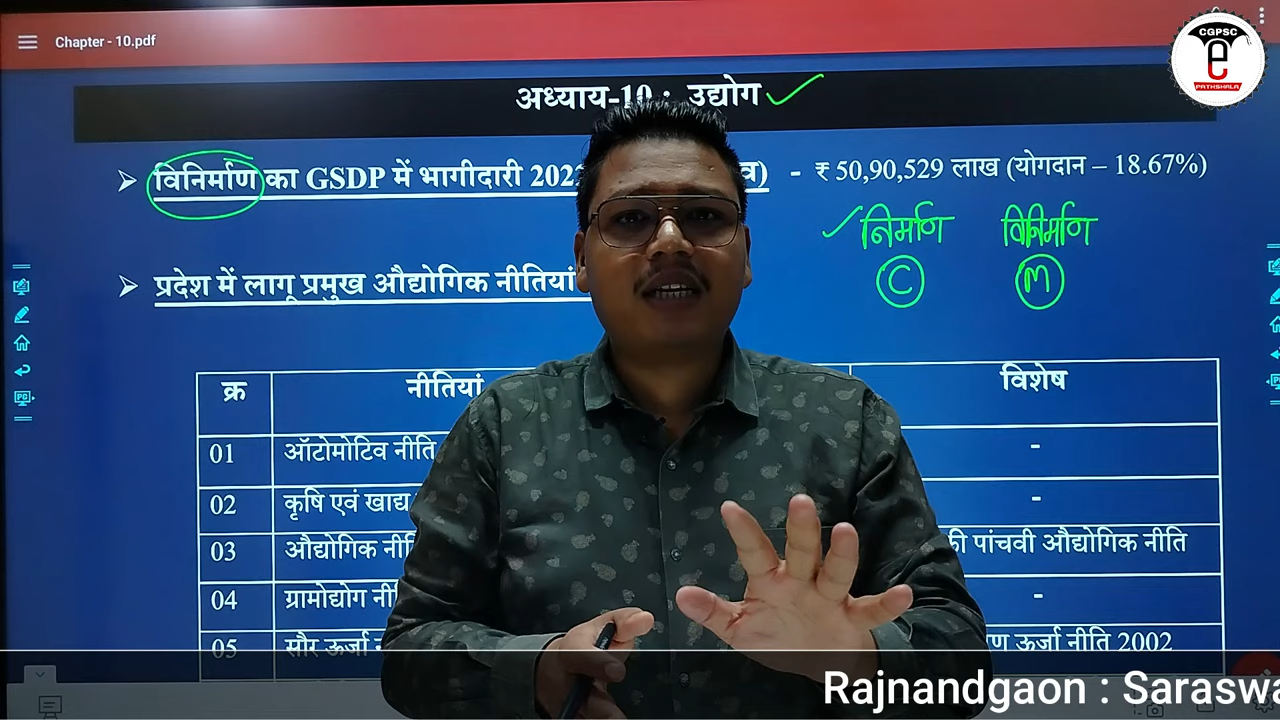 Chapter - 10.pdf
CGPSC
e
PATHSHALA
अध्याय-10 : उद्योग
विनिर्माण का GSDP में भागीदारी 202 - ₹ 50,90,529 लाख (योगदान – 18.67%)
निर्माण विनिर्माण
C M
प्रदेश में लागू प्रमुख औद्योगिक नीतियां
क्र नीतियां विशेष
01 ऑटोमोटिव नीति -
02 कृषि एवं खाद्य -
03 औद्योगिक पांचवी औद्योगिक नीति
04 ग्रामोद्योग -
05 सौर ऊर्जा ऊर्जा नीति 2002
Rajnandgaon : Saraswa